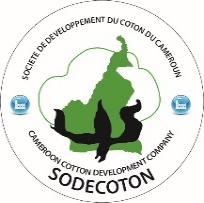 SOCIETE DE DEVELOPPEMENT DU COTON DU CAMEROUN
CAMEROON COTTON DEVELOPMENT COMPANY
SODECOTON